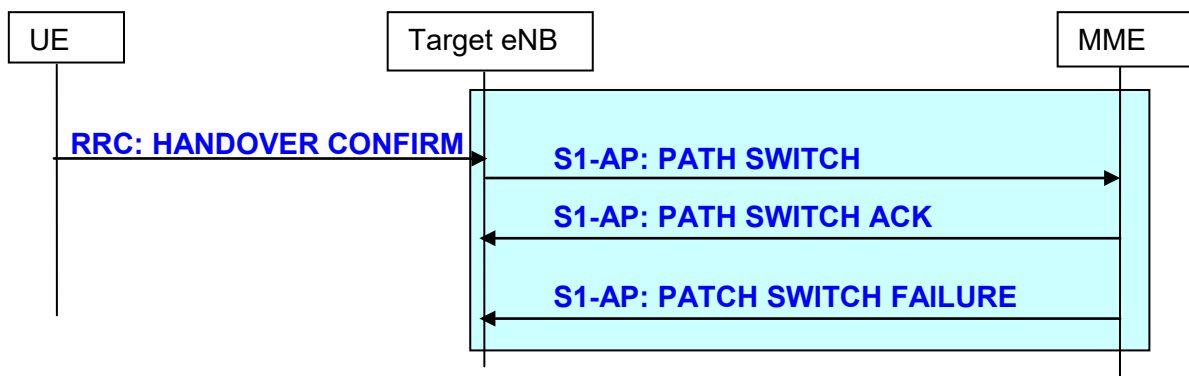 UE
Target eNB
MME
RRC: HANDOVER CONFIRM
S1-AP: PATH SWITCH
S1-AP: PATH SWITCH ACK
S1-AP: PATCH SWITCH FAILURE